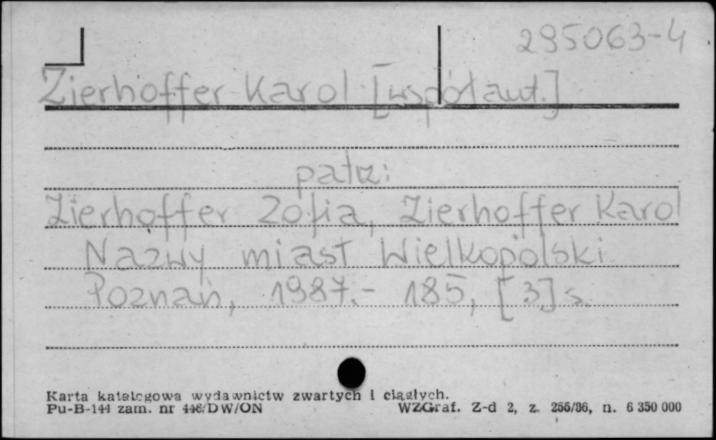 295063-4
Zierhoffer Karol [współaut.]
patrz:
Zierhoffer Zofia, Zierhoffer Karol
Nazwy miast Wielkopolski
Poznań, 1987.- 185, [3] s.
Karta katalogowa wydawnictw zwartych i ciągłych.
Pu-B-144 zam. nr 446/DW/ON WZGraf. Z-d 2, z. 256/86, n. 6 350 000